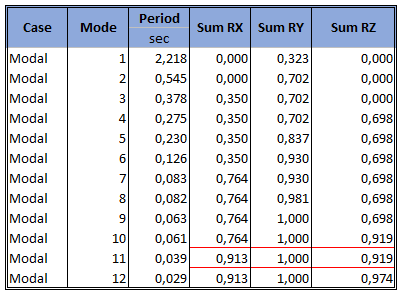 Case Mode Period sec Sum RX Sum RY Sum RZ
Modal 1 2,218 0,000 0,323 0,000
Modal 2 0,545 0,000 0,702 0,000
Modal 3 0,378 0,350 0,702 0,000
Modal 4 0,275 0,350 0,702 0,698
Modal 5 0,230 0,350 0,837 0,698
Modal 6 0,126 0,350 0,930 0,698
Modal 7 0,083 0,764 0,930 0,698
Modal 8 0,082 0,764 0,981 0,698
Modal 9 0,063 0,764 1,000 0,698
Modal 10 0,061 0,764 1,000 0,919
Modal 11 0,039 0,913 1,000 0,919
Modal 12 0,029 0,913 1,000 0,974